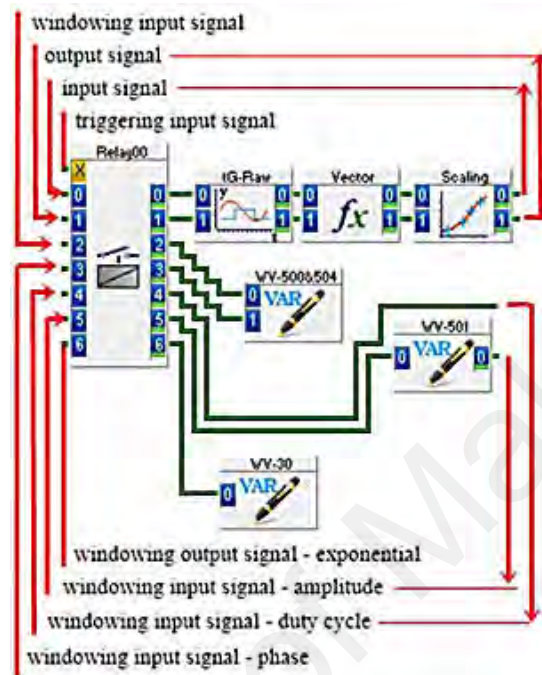 windowing input signal
output signal
input signal
triggering input signal
Relay00
X
0 0
1 1
2 2
3 3
4 4
5 5
6 6
tG-Raw
y
0 0
1 1
Vector
fx
0 0
1 1
Scaling
0 0
1 1
WV-500&504
0 VAR
1
WV-501
0 VAR 0
WV-30
0 VAR
windowing output signal - exponential
windowing input signal - amplitude
windowing input signal - duty cycle
windowing input signal - phase